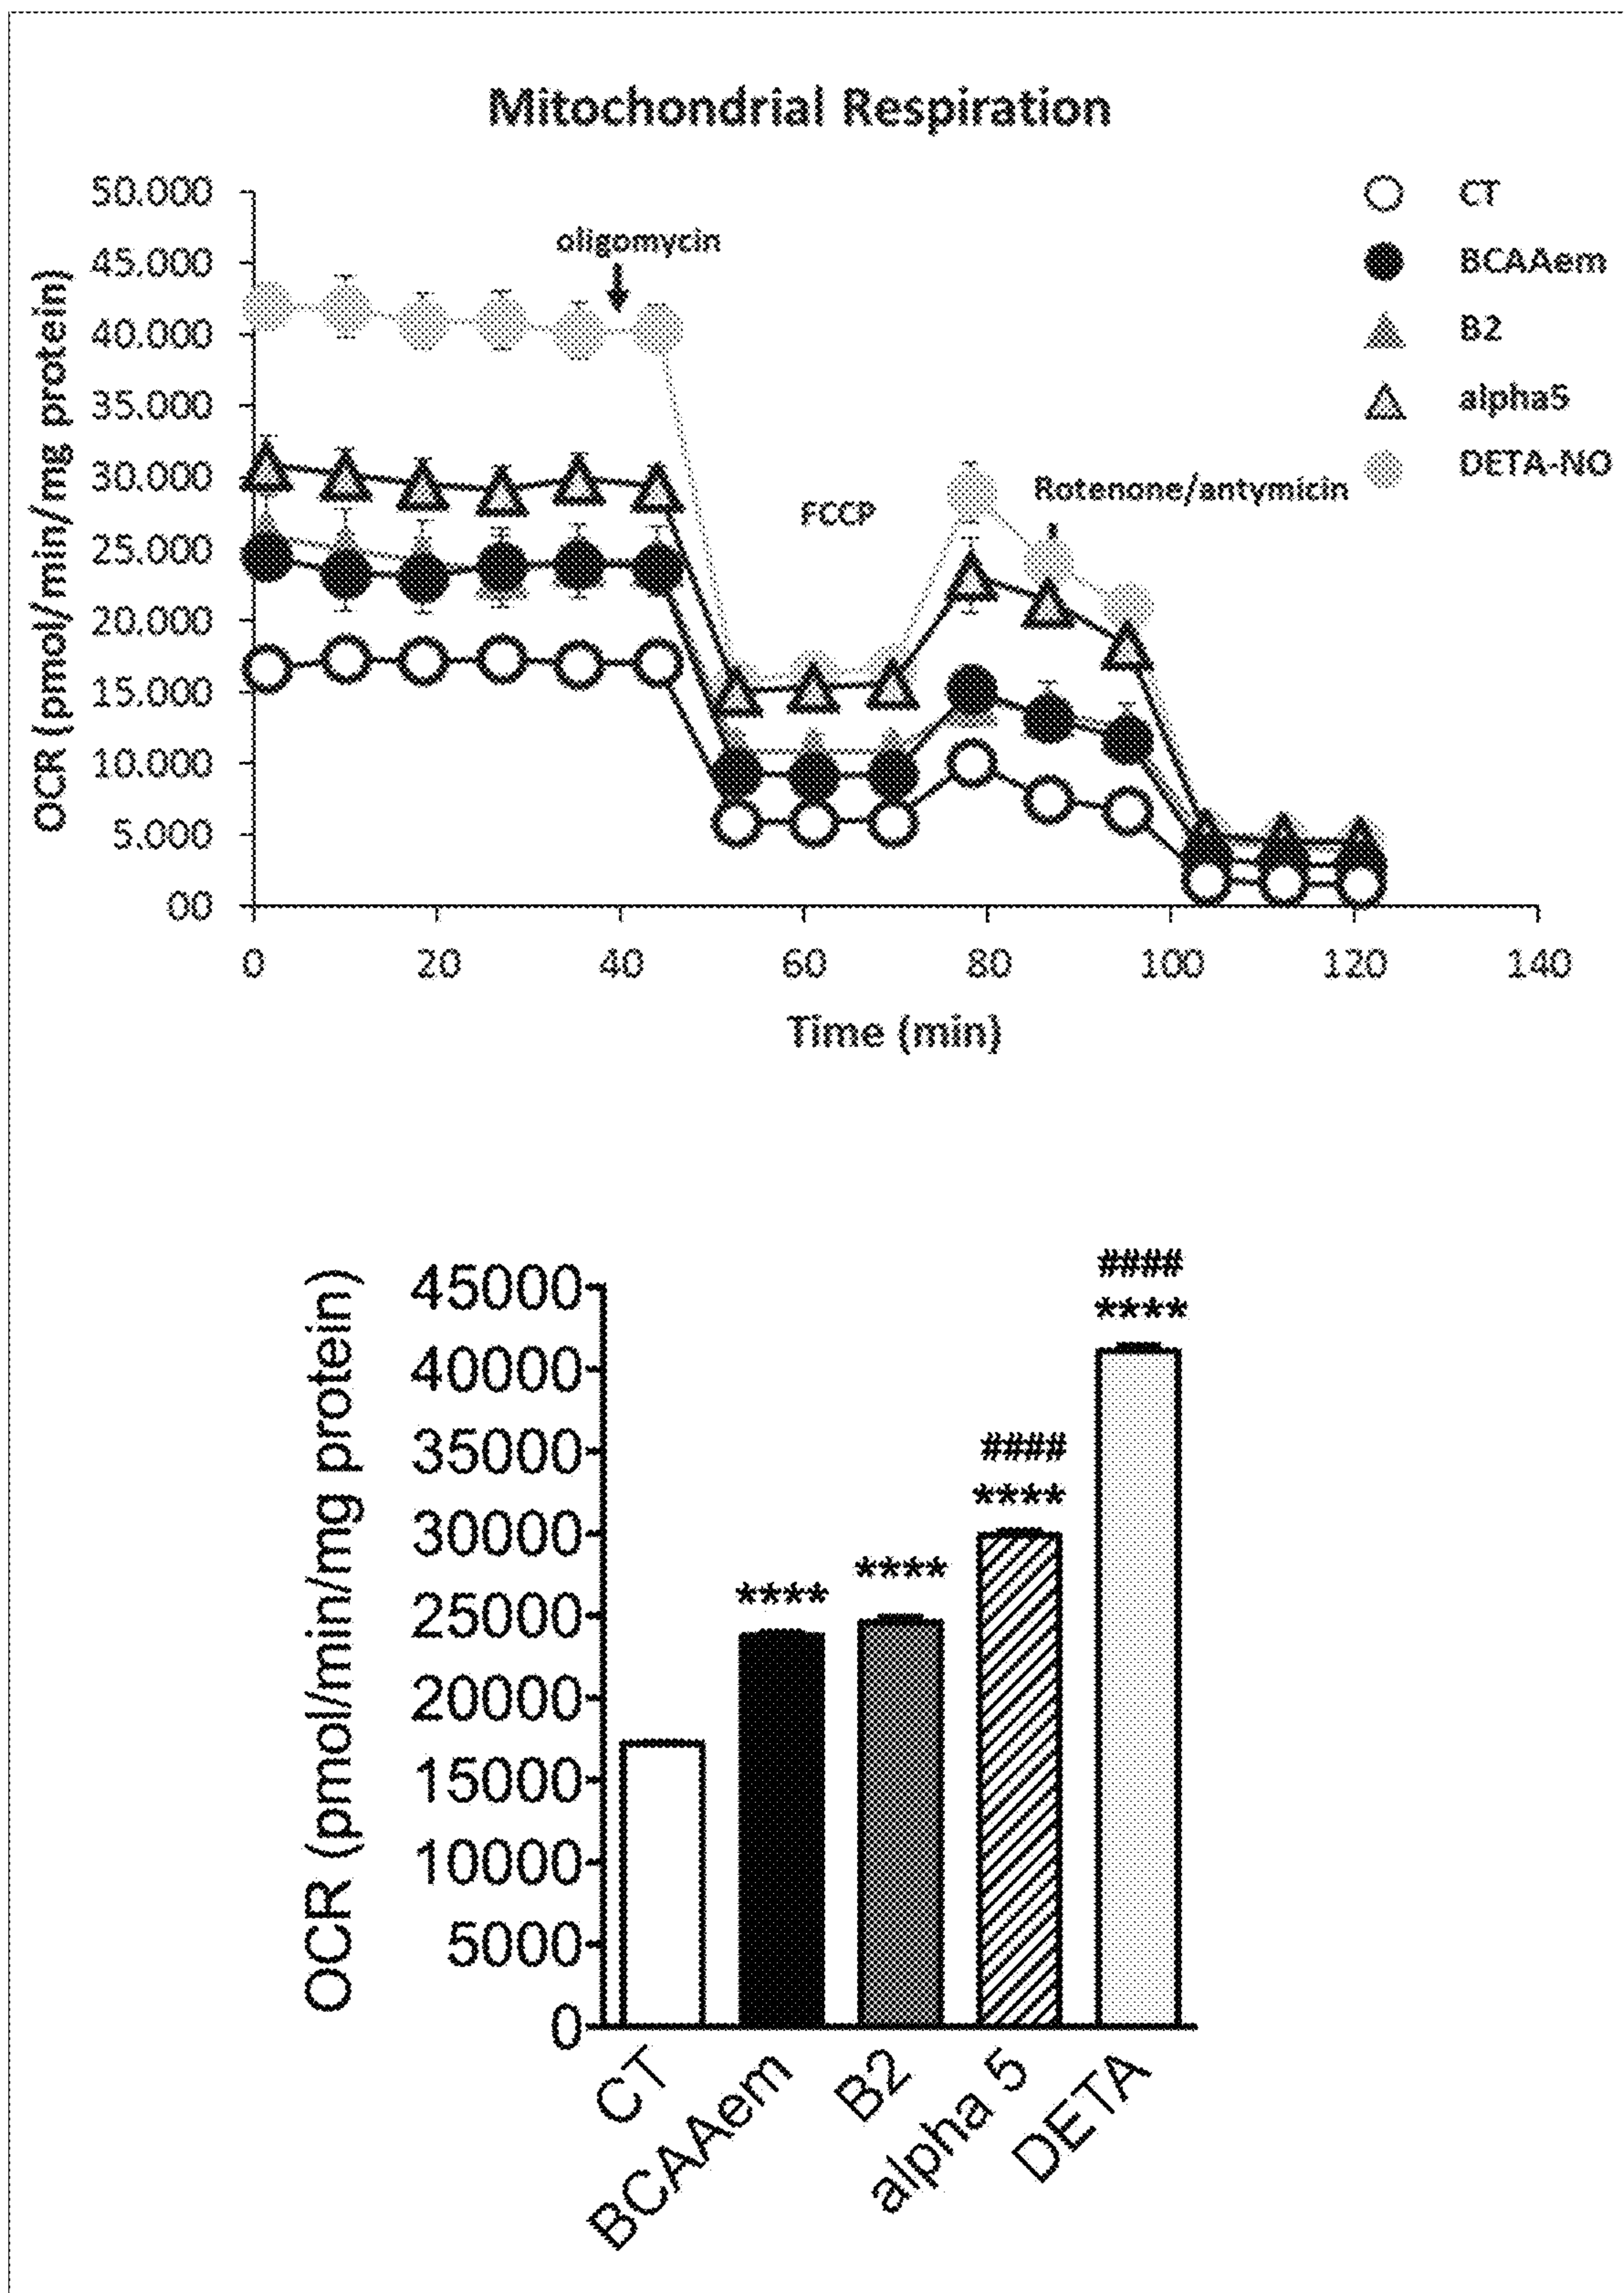 Mitochondrial Respiration
OCR (pmol/min/mg protein)
50.000
45.000
40.000
35.000
30.000
25.000
20.000
15.000
10.000
5.000
00
oligomycin
FCCP
Rotenone/antymicin
CT
BCAAem
B2
alpha5
DETA-NO
0 20 40 60 80 100 120 140
Time (min)
OCR (pmol/min/mg protein)
45000
40000
35000
30000
25000
20000
15000
10000
5000
0
****
****
####
****
####
****
CT
BCAAem
B2
alpha 5
DETA